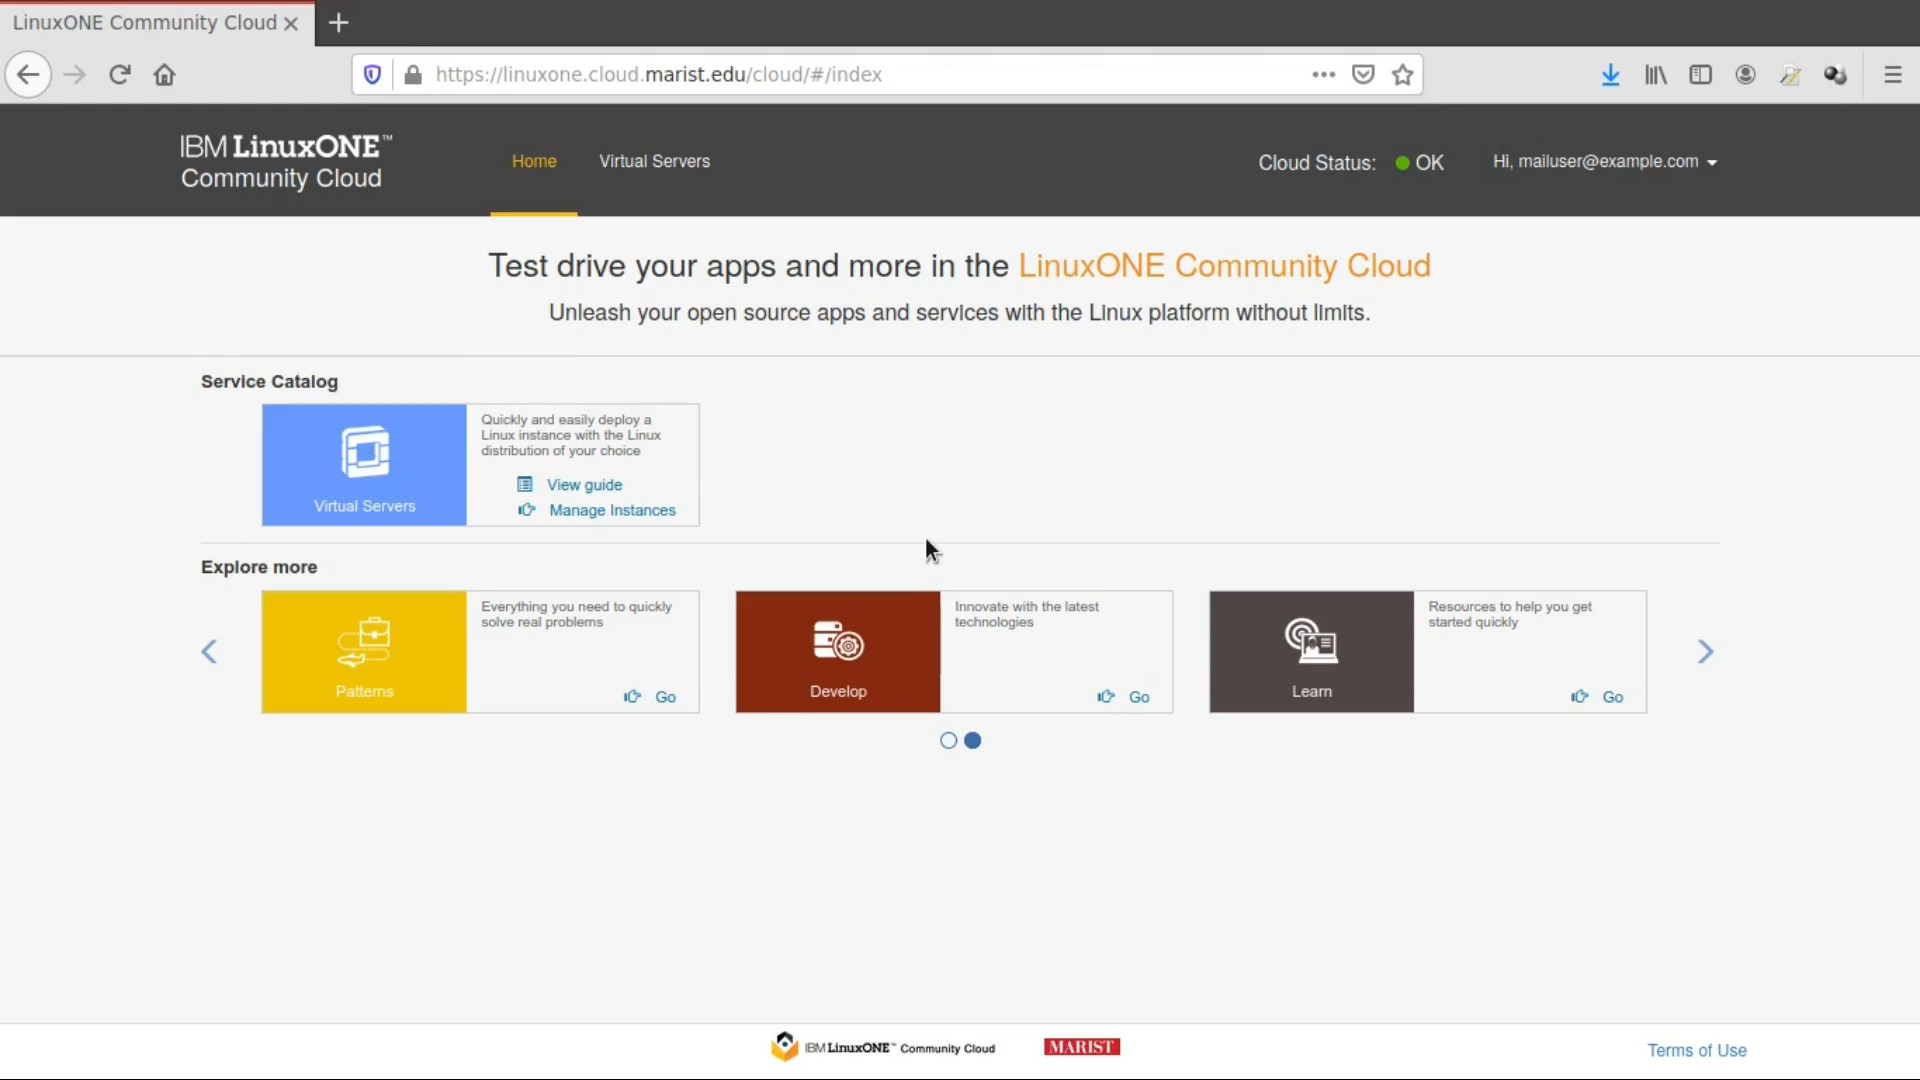 LinuxONE Community Cloud
https://linuxone.cloud.marist.edu/cloud/#/index
IBM LinuxONE™
Community Cloud
Home
Virtual Servers
Cloud Status: OK
Hi, mailuser@example.com
Test drive your apps and more in the LinuxONE Community Cloud
Unleash your open source apps and services with the Linux platform without limits.
Service Catalog
Virtual Servers
Quickly and easily deploy a
Linux instance with the Linux
distribution of your choice
View guide
Manage Instances
Explore more
Patterns
Everything you need to quickly
solve real problems
Go
Develop
Innovate with the latest
technologies
Go
Learn
Resources to help you get
started quickly
Go
IBM LinuxONE™ Community Cloud
MARIST
Terms of Use